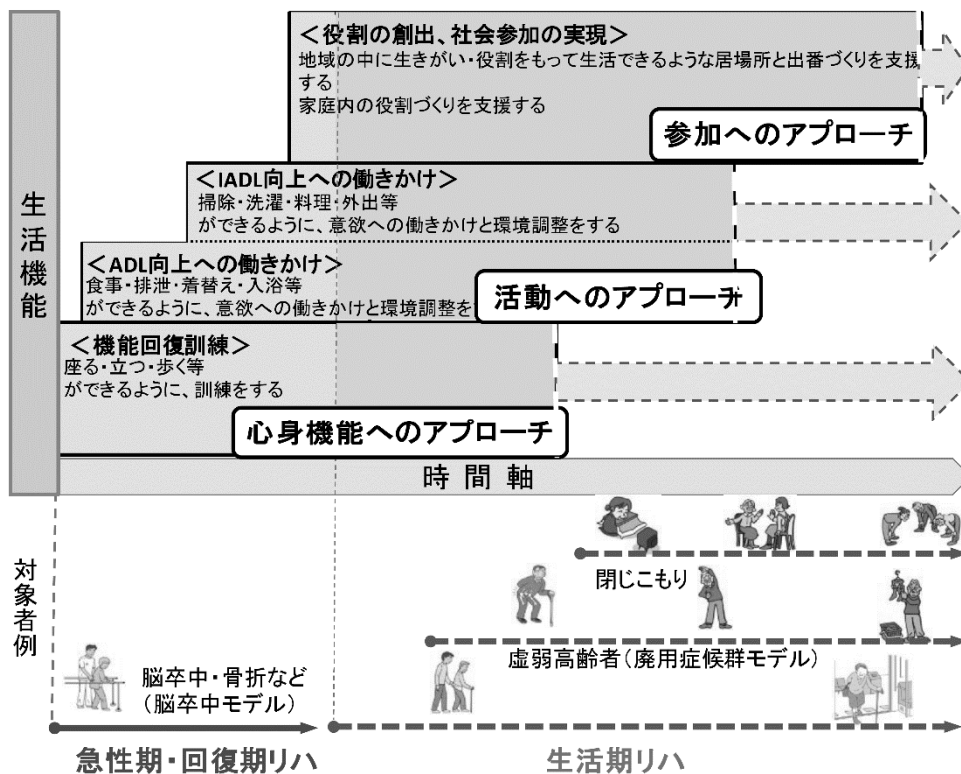 ＜役割の創出、社会参加の実現＞
地域の中に生きがい・役割をもって生活できるような居場所と出番づくりを支援
する
家庭内の役割づくりを支援する
参加へのアプローチ
＜IADL向上への働きかけ＞
掃除・洗濯・料理・外出等
ができるように、意欲への働きかけと環境調整をする
＜ADL向上への働きかけ＞
食事・排泄・着替え・入浴等
ができるように、意欲への働きかけと環境調整を
活動へのアプローチ
＜機能回復訓練＞
座る・立つ・歩く等
ができるように、訓練をする
心身機能へのアプローチ
生活機能
時間軸
対象者例
閉じこもり
虚弱高齢者（廃用症候群モデル）
脳卒中・骨折など
（脳卒中モデル）
急性期・回復期リハ
生活期リハ